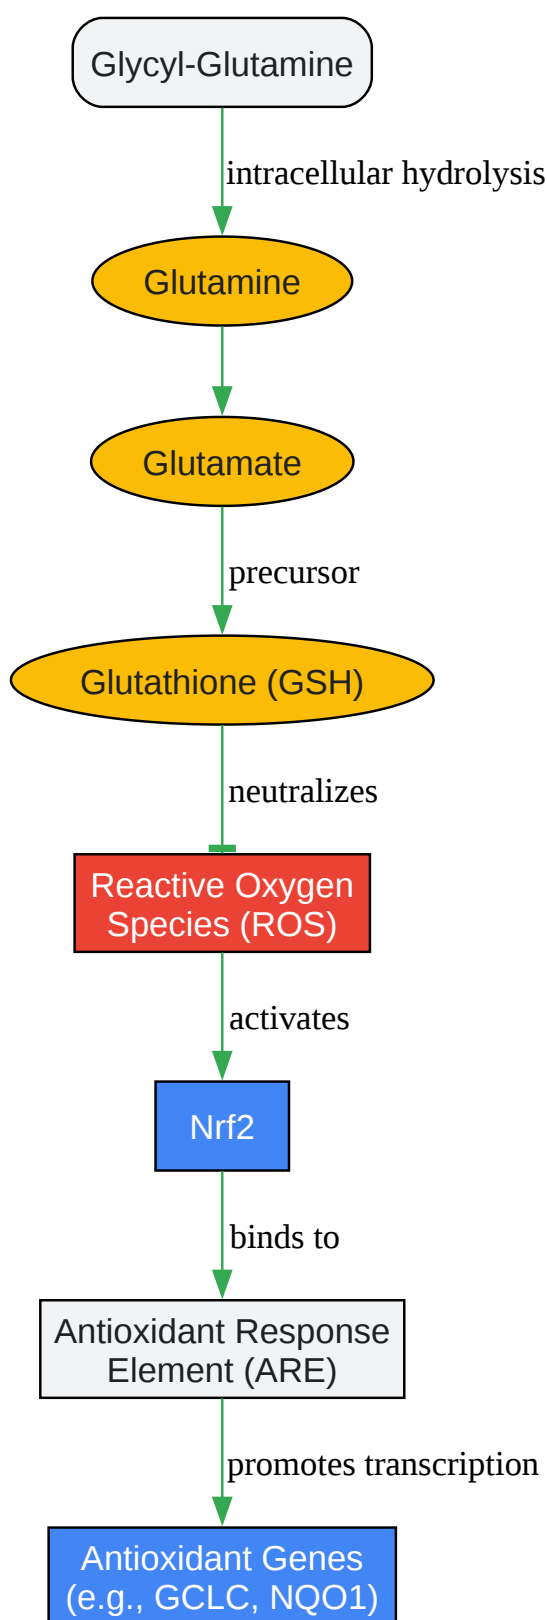 Glycyl-Glutamine
intracellular hydrolysis
Glutamine
Glutamate
precursor
Glutathione (GSH)
neutralizes
Reactive Oxygen
Species (ROS)
activates
Nrf2
binds to
Antioxidant Response
Element (ARE)
promotes transcription
Antioxidant Genes
(e.g., GCLC, NQO1)